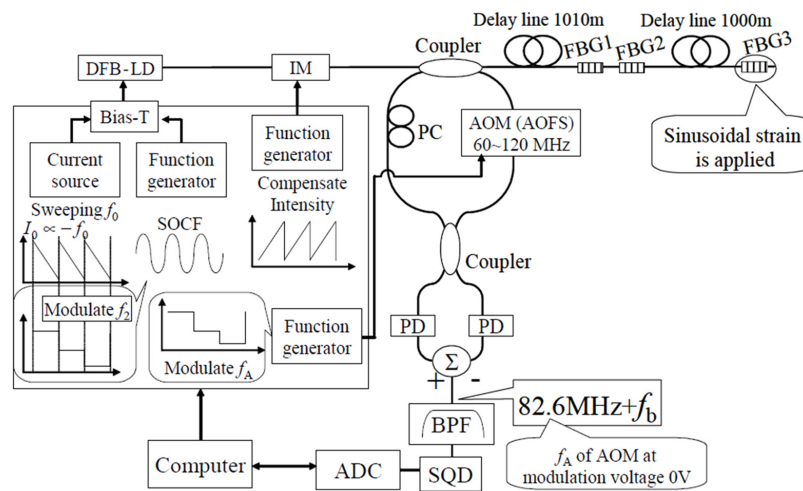 Delay line 1010m
Delay line 1000m
Coupler
FBG1
FBG2
FBG3
DFB-LD
IM
Bias-T
Function
generator
PC
AOM (AOFS)
60~120 MHz
Sinusoidal strain
is applied
Current
source
Function
generator
Compensate
Intensity
Sweeping f0
I0 ∝ -f0
SOCF
Coupler
Modulate f2
Modulate fA
Function
generator
PD
PD
Σ
+
-
82.6MHz+fb
BPF
fA of AOM at
modulation voltage 0V
Computer
ADC
SQD